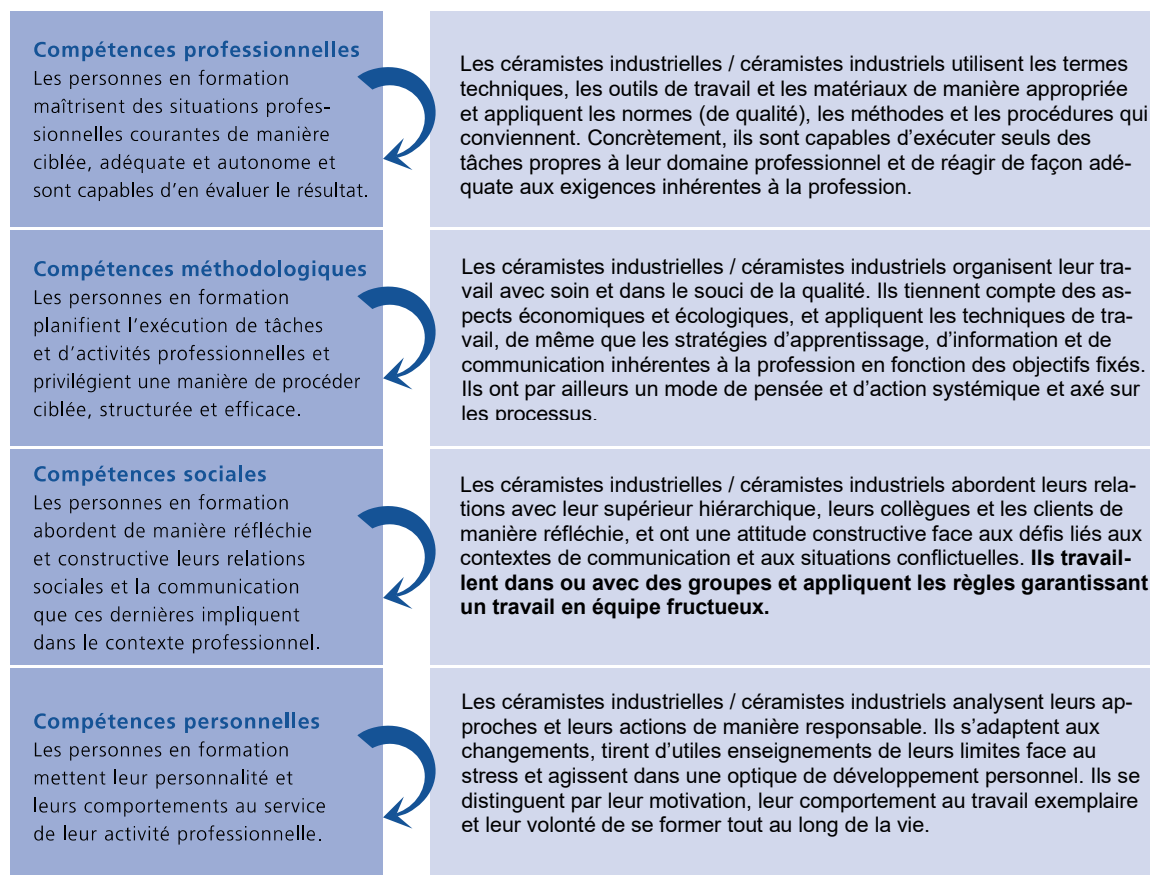 Compétences professionnelles
Les personnes en formation
maîtrisent des situations profes-
sionnelles courantes de manière
ciblée, adéquate et autonome et
sont capables d’en évaluer le résultat.
Les céramistes industrielles / céramistes industriels utilisent les termes
techniques, les outils de travail et les matériaux de manière appropriée
et appliquent les normes (de qualité), les méthodes et les procédures qui
conviennent. Concrètement, ils sont capables d’exécuter seuls des
tâches propres à leur domaine professionnel et de réagir de façon adé-
quate aux exigences inhérentes à la profession.
Compétences méthodologiques
Les personnes en formation
planifient l’exécution de tâches
et d’activités professionnelles et
privilégient une manière de procéder
ciblée, structurée et efficace.
Les céramistes industrielles / céramistes industriels organisent leur tra-
vail avec soin et dans le souci de la qualité. Ils tiennent compte des as-
pects économiques et écologiques, et appliquent les techniques de tra-
vail, de même que les stratégies d’apprentissage, d’information et de
communication inhérentes à la profession en fonction des objectifs fixés.
Ils ont par ailleurs un mode de pensée et d’action systémique et axé sur
les processus.
Compétences sociales
Les personnes en formation
abordent de manière réfléchie
et constructive leurs relations
sociales et la communication
que ces dernières impliquent
dans le contexte professionnel.
Les céramistes industrielles / céramistes industriels abordent leurs rela-
tions avec leur supérieur hiérarchique, leurs collègues et les clients de
manière réfléchie, et ont une attitude constructive face aux défis liés aux
contextes de communication et aux situations conflictuelles. Ils travail-
lent dans ou avec des groupes et appliquent les règles garantissant
un travail en équipe fructueux.
Compétences personnelles
Les personnes en formation
mettent leur personnalité et
leurs comportements au service
de leur activité professionnelle.
Les céramistes industrielles / céramistes industriels analysent leurs ap-
proches et leurs actions de manière responsable. Ils s’adaptent aux
changements, tirent d’utiles enseignements de leurs limites face au
stress et agissent dans une optique de développement personnel. Ils se
distinguent par leur motivation, leur comportement au travail exemplaire
et leur volonté de se former tout au long de la vie.